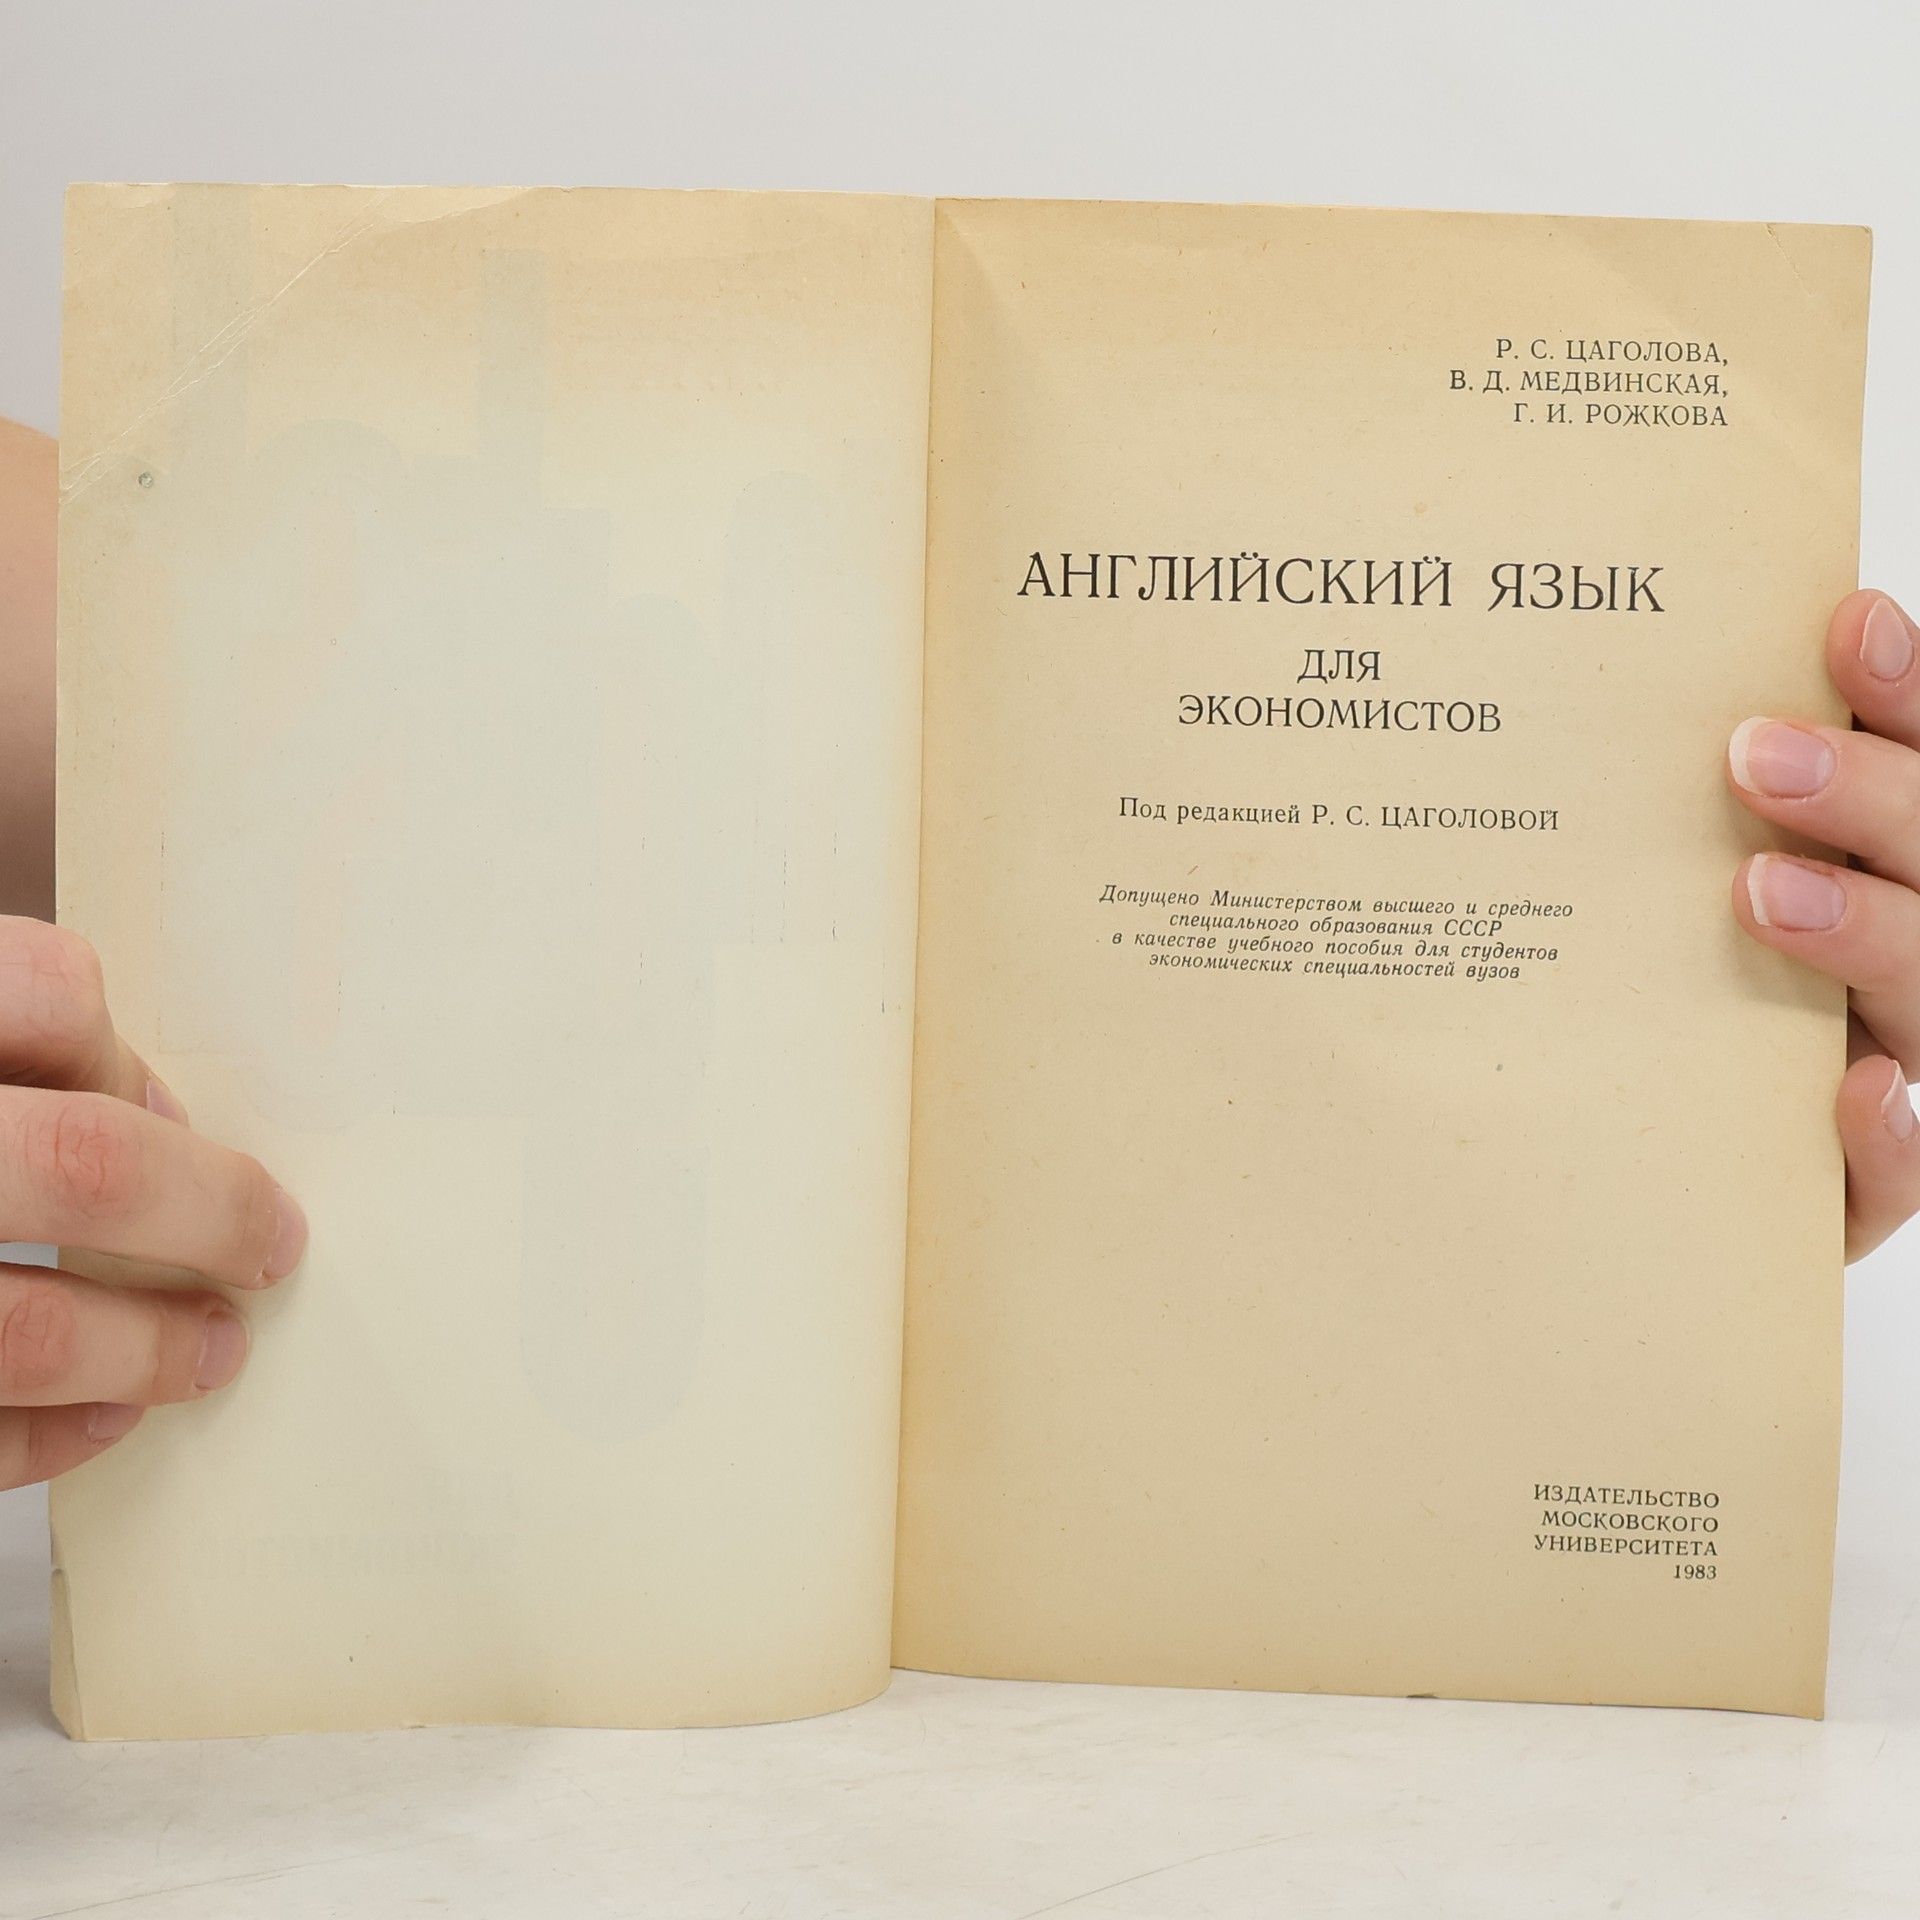 Р. С. ЦАГОЛОВА,
В. Д. МЕДВИНСКАЯ,
Г. И. РОЖКОВА
АНГЛИЙСКИЙ ЯЗЫК
ДЛЯ
ЭКОНОМИСТОВ
Под редакцией Р. С. ЦАГОЛОВОЙ
Допущено Министерством высшего и среднего
специального образования СССР
в качестве учебного пособия для студентов
экономических специальностей вузов
ИЗДАТЕЛЬСТВО
МОСКОВСКОГО
УНИВЕРСИТЕТА
1983